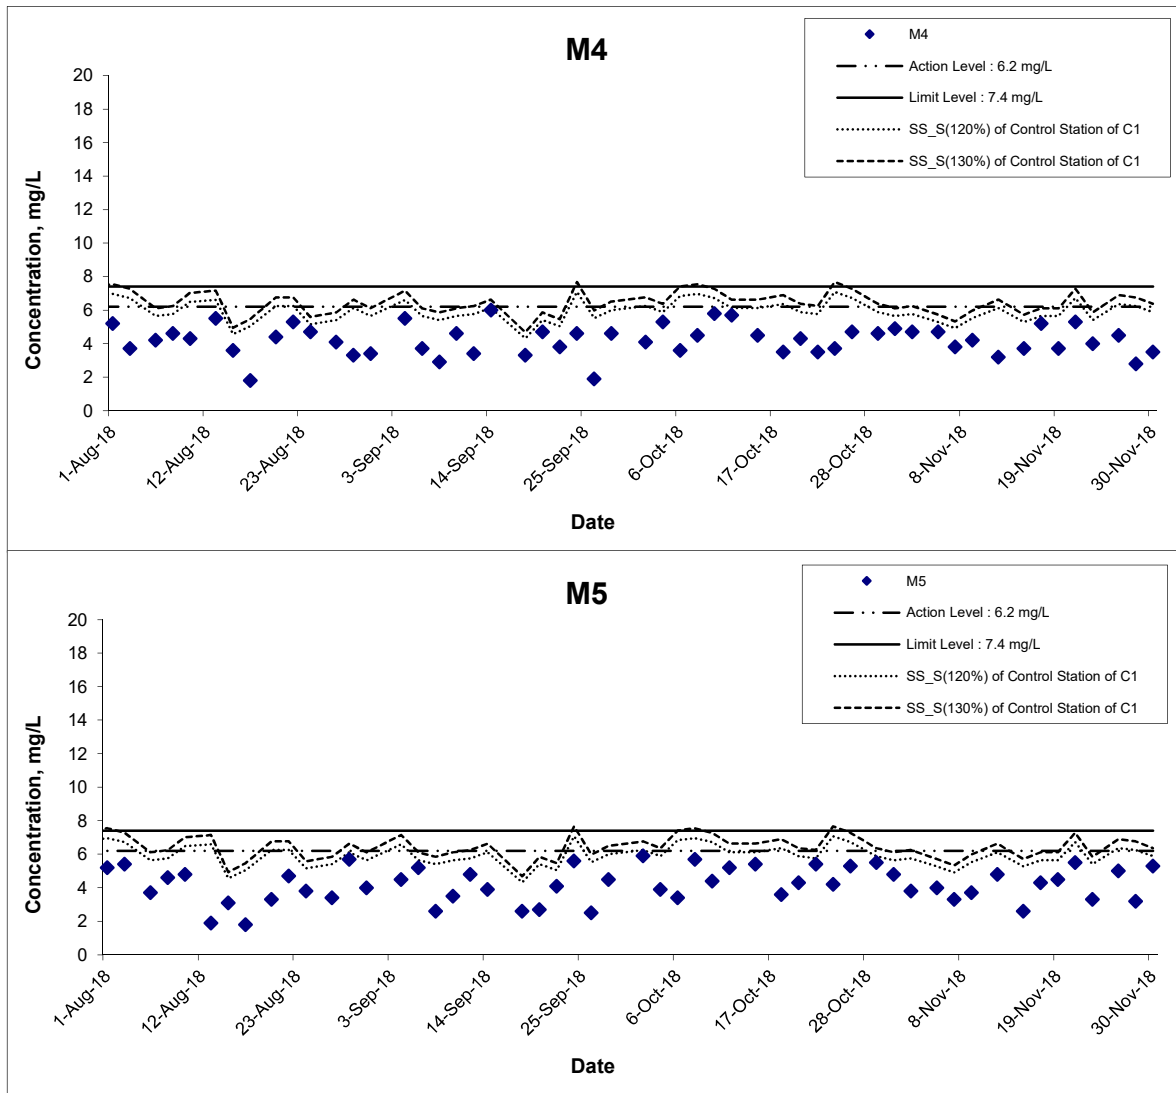 M4
M4
Action Level : 6.2 mg/L
Limit Level : 7.4 mg/L
SS_S(120%) of Control Station of C1
SS_S(130%) of Control Station of C1
Concentration, mg/L
20
18
16
14
12
10
8
6
4
2
0
1-Aug-18
12-Aug-18
23-Aug-18
3-Sep-18
14-Sep-18
25-Sep-18
6-Oct-18
17-Oct-18
28-Oct-18
8-Nov-18
19-Nov-18
30-Nov-18
Date
M5
M5
Action Level : 6.2 mg/L
Limit Level : 7.4 mg/L
SS_S(120%) of Control Station of C1
SS_S(130%) of Control Station of C1
Concentration, mg/L
20
18
16
14
12
10
8
6
4
2
0
1-Aug-18
12-Aug-18
23-Aug-18
3-Sep-18
14-Sep-18
25-Sep-18
6-Oct-18
17-Oct-18
28-Oct-18
8-Nov-18
19-Nov-18
30-Nov-18
Date